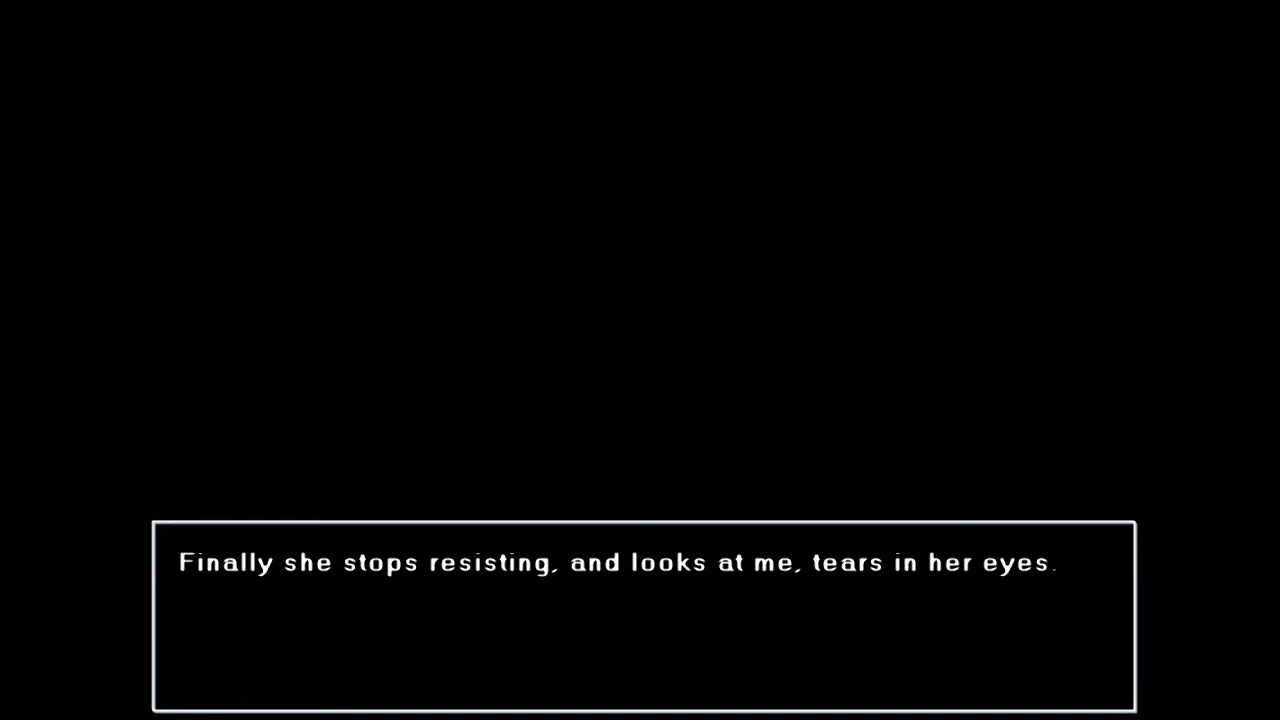 Finally she stops resisting, and looks at me, tears in her eyes.